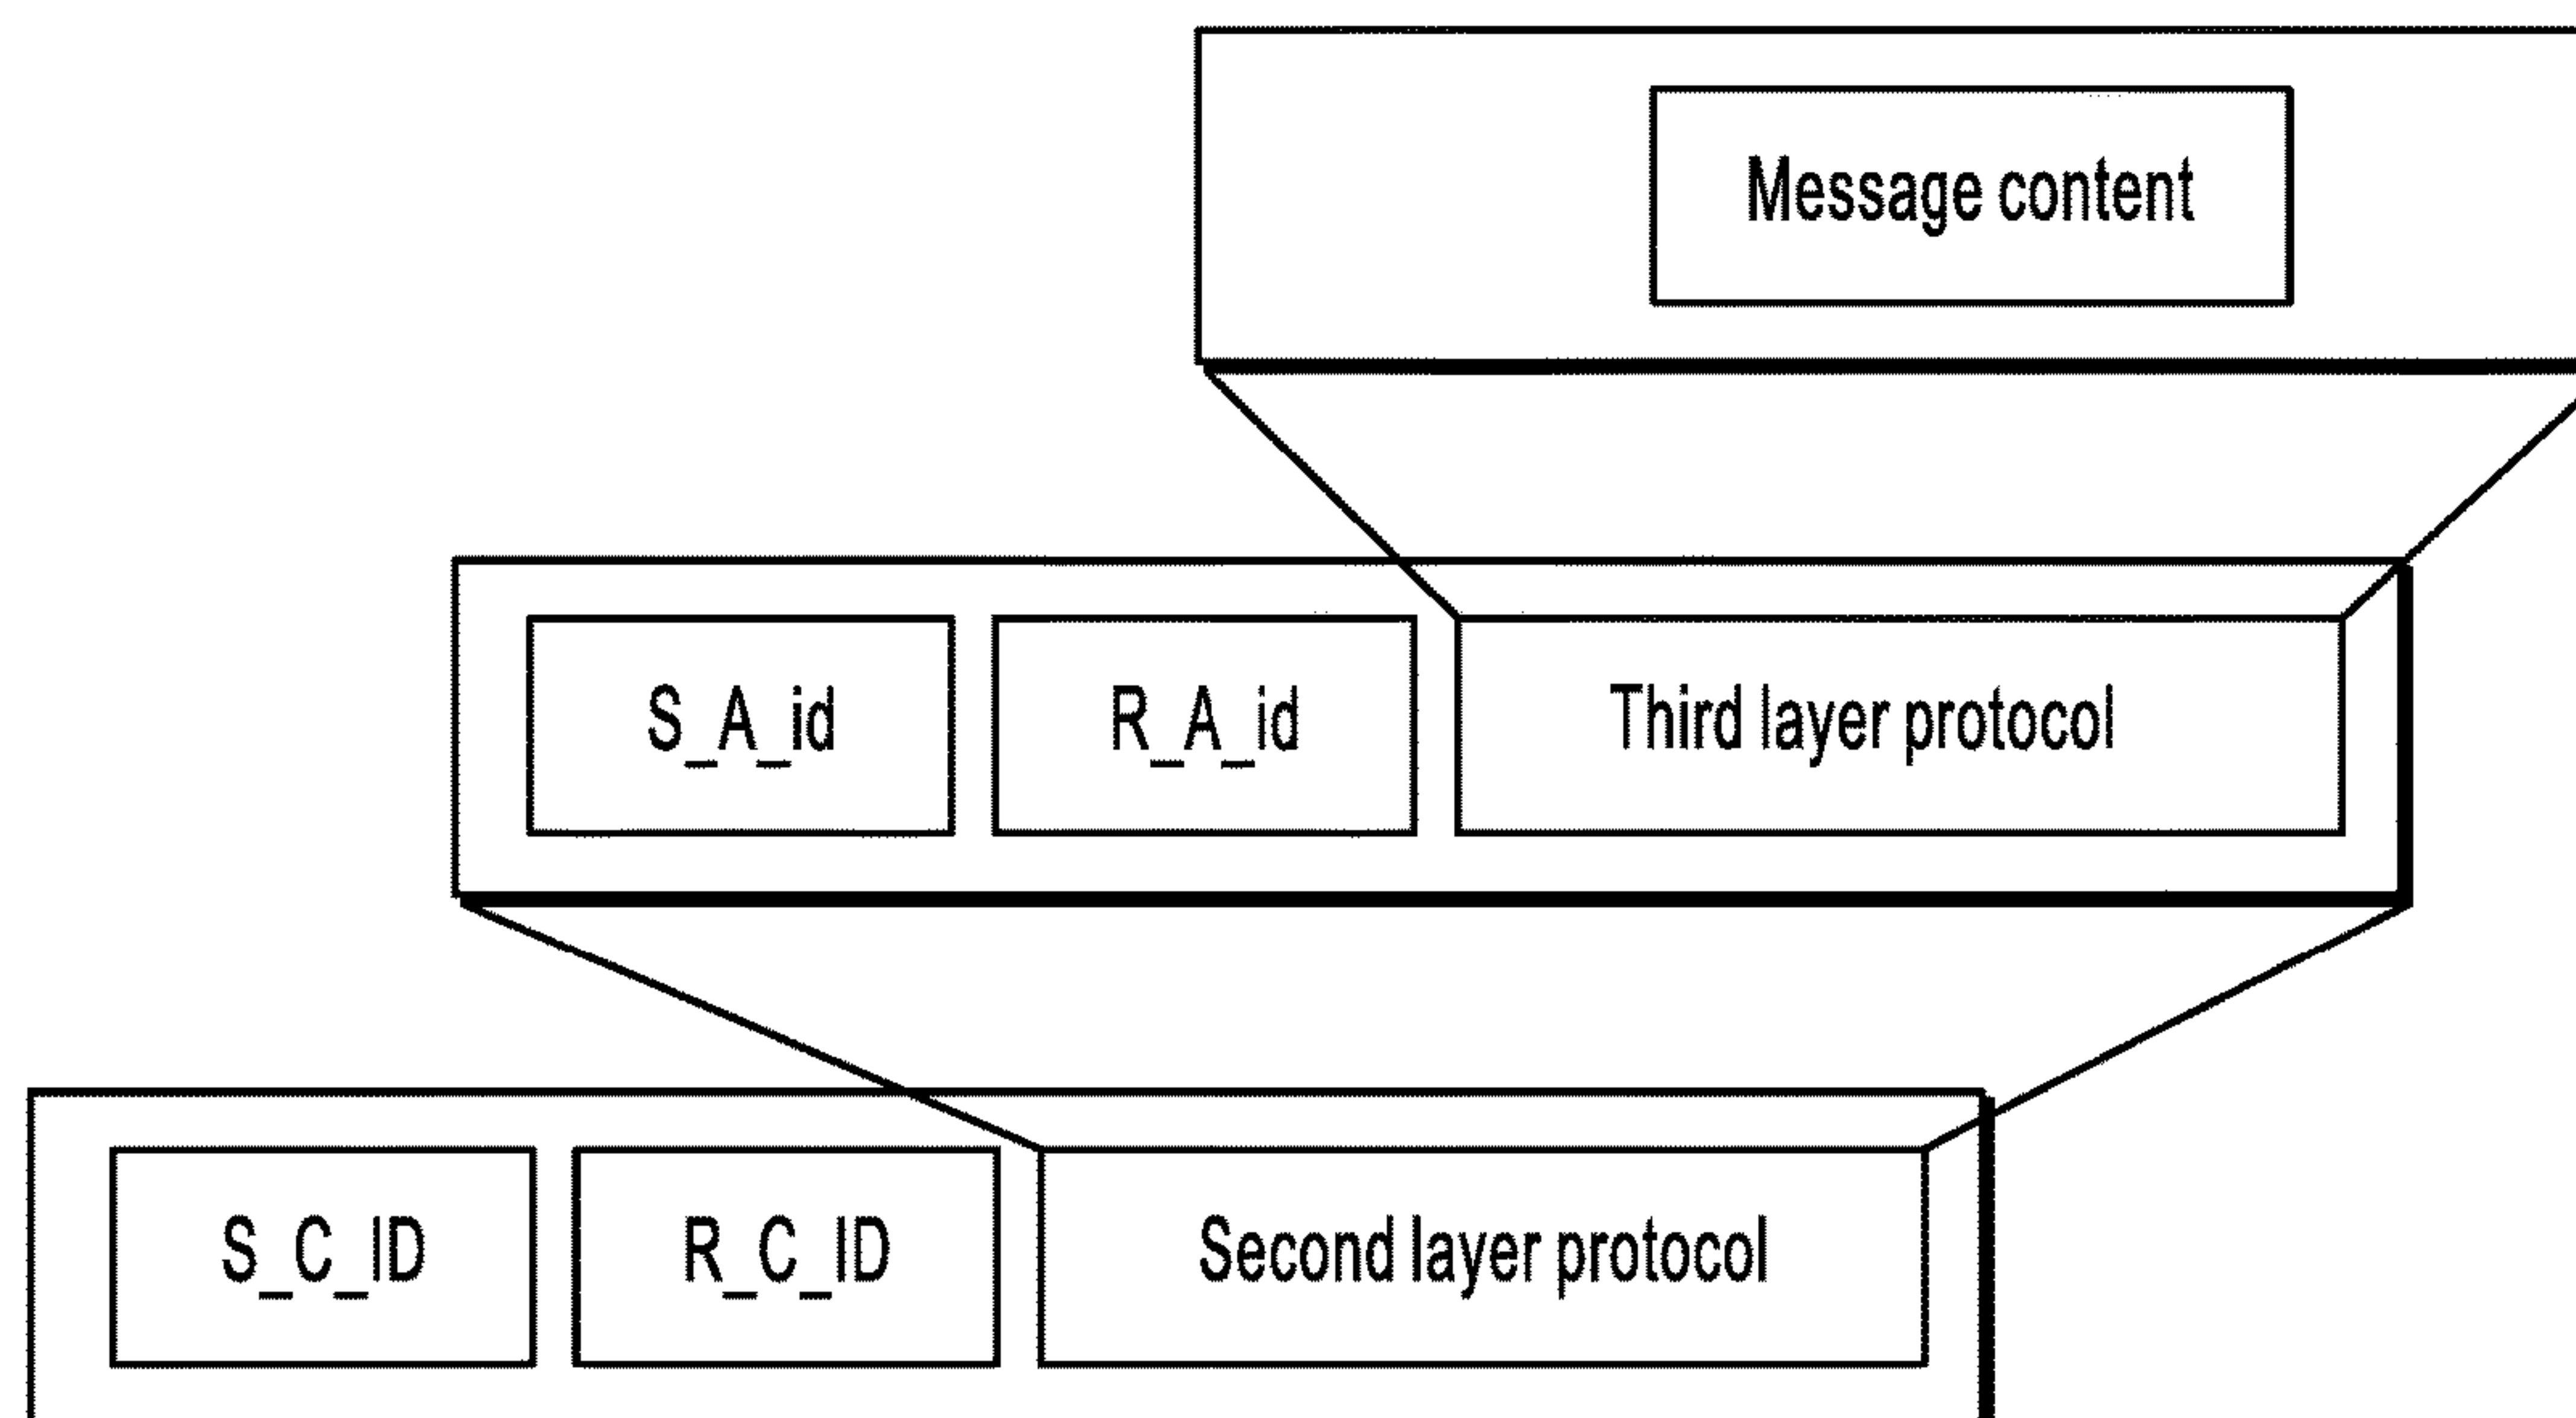 Message content
S_A_id R_A_id Third layer protocol
S_C_ID R_C_ID Second layer protocol